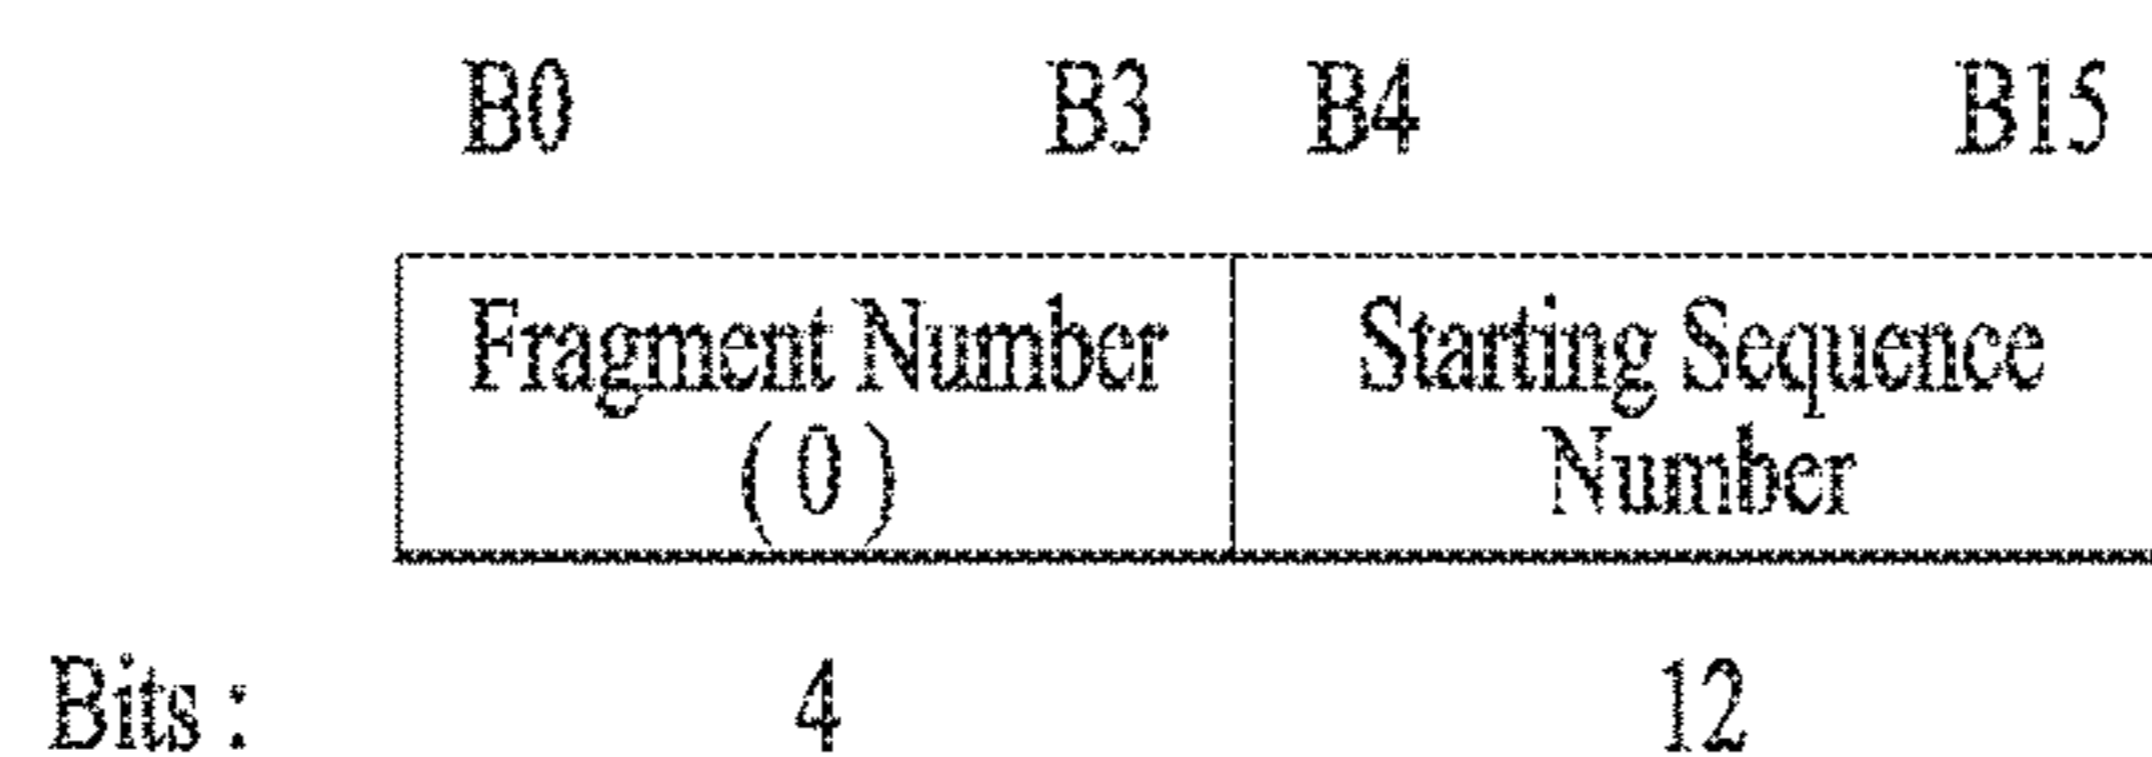 B0 B3 B4 B15
Fragment Number Starting Sequence
( 0 ) Number
Bits : 4 12